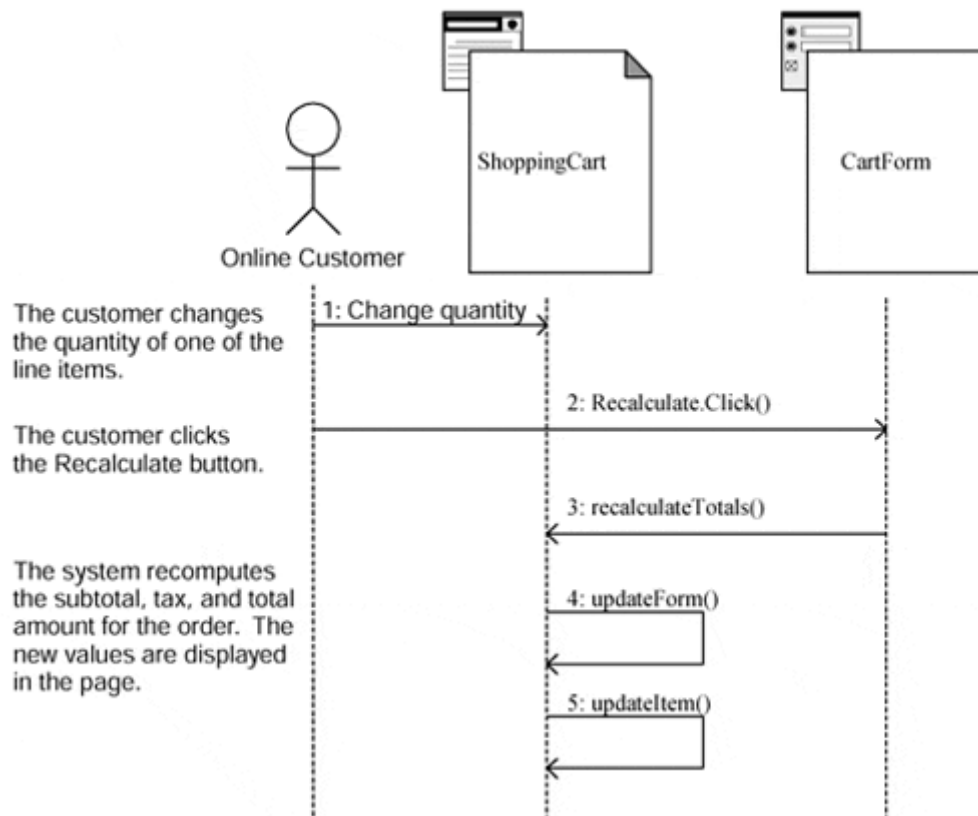 ShoppingCart
CartForm
Online Customer
The customer changes
the quantity of one of the
line items.
1: Change quantity
2: Recalculate.Click()
The customer clicks
the Recalculate button.
3: recalculateTotals()
The system recomputes
the subtotal, tax, and total
amount for the order. The
new values are displayed
in the page.
4: updateForm()
5: updateItem()